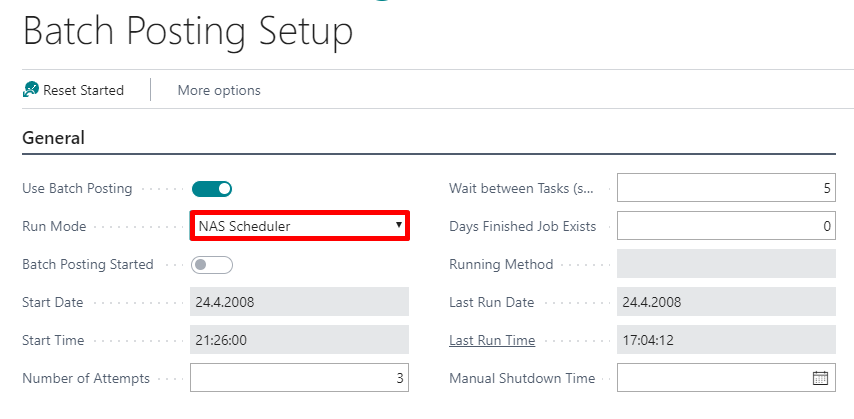 Batch Posting Setup
Reset Started More options
General
Use Batch Posting Wait between Tasks (s... 5
Run Mode NAS Scheduler Days Finished Job Exists 0
Batch Posting Started Running Method
Start Date 24.4.2008 Last Run Date 24.4.2008
Start Time 21:26:00 Last Run Time 17:04:12
Number of Attempts 3 Manual Shutdown Time